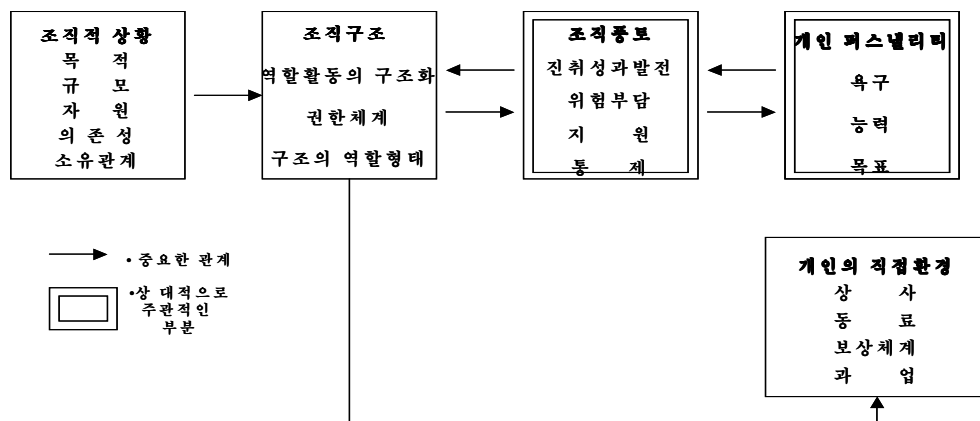 조직적 상황
목 적
규 모
자 원
의 존 성
소유관계
조직구조
역할활동의 구조화
권한체계
구조의 역할형태
조직풍토
진취성과발전
위험부담
지 원
통 제
개인 퍼스낼리티
욕구
능력
목표
•중요한 관계
•상 대적으로
주관적인
부분
개인의 직접환경
상 사
동 료
보상체계
과 업